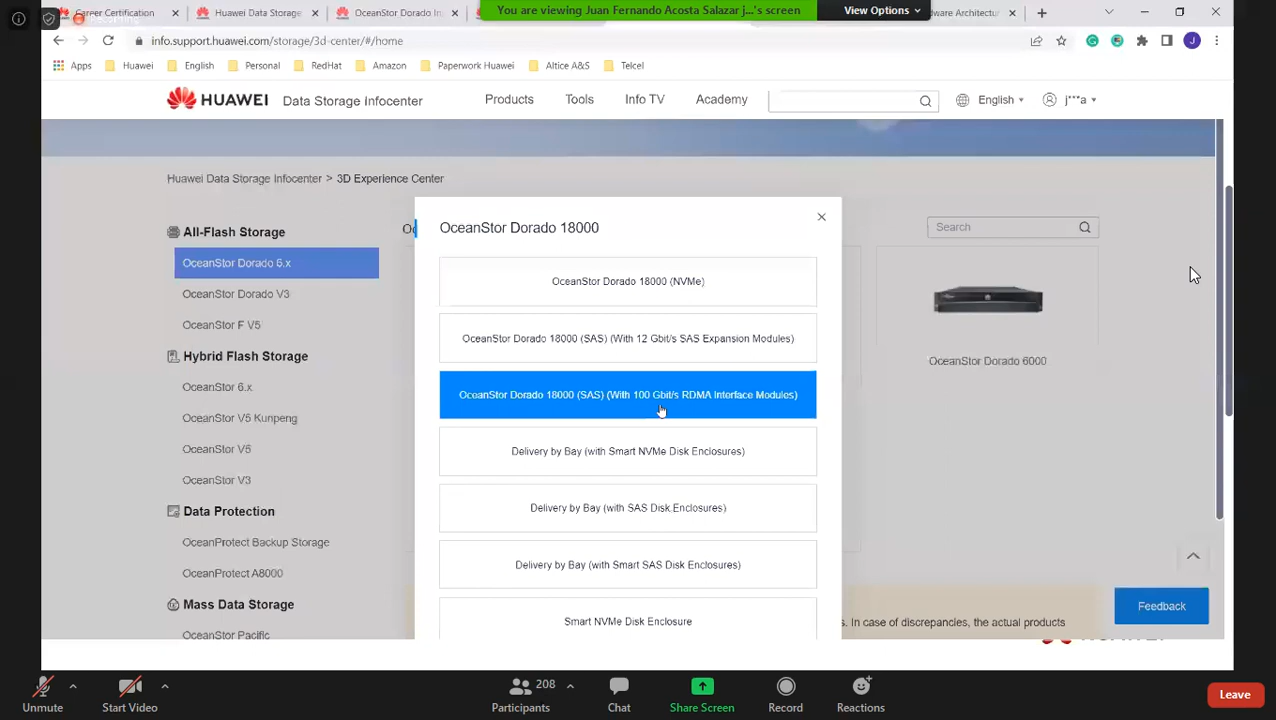 Career Certification
Huawei Data Storage
OceanStor Dorado In
You are viewing Juan Fernando Acosta Salazar j...'s screen
View Options
dware Architectur
Recording
info.support.huawei.com/storage/3d-center/#/home
J
Apps
Huawei
English
Personal
RedHat
Amazon
Paperwork Huawei
Altice A&S
Telcel
HUAWEI
Data Storage Infocenter
Products
Tools
Info TV
Academy
English
j***a
Huawei Data Storage Infocenter > 3D Experience Center
All-Flash Storage
OceanStor Dorado 6.x
OceanStor Dorado V3
OceanStor F V5
Hybrid Flash Storage
OceanStor 6.x
OceanStor V5 Kunpeng
OceanStor V5
OceanStor V3
Data Protection
OceanProtect Backup Storage
OceanProtect A8000
Mass Data Storage
OceanStor Pacific
OceanStor Dorado 18000
OceanStor Dorado 18000 (NVMe)
OceanStor Dorado 18000 (SAS) (With 12 Gbit/s SAS Expansion Modules)
OceanStor Dorado 18000 (SAS) (With 100 Gbit/s RDMA Interface Modules)
Delivery by Bay (with Smart NVMe Disk Enclosures)
Delivery by Bay (with SAS Disk Enclosures)
Delivery by Bay (with Smart SAS Disk Enclosures)
Smart NVMe Disk Enclosure
Search
OceanStor Dorado 6000
Feedback
s. In case of discrepancies, the actual products
Unmute
Start Video
208
Participants
Chat
Share Screen
Record
Reactions
Leave